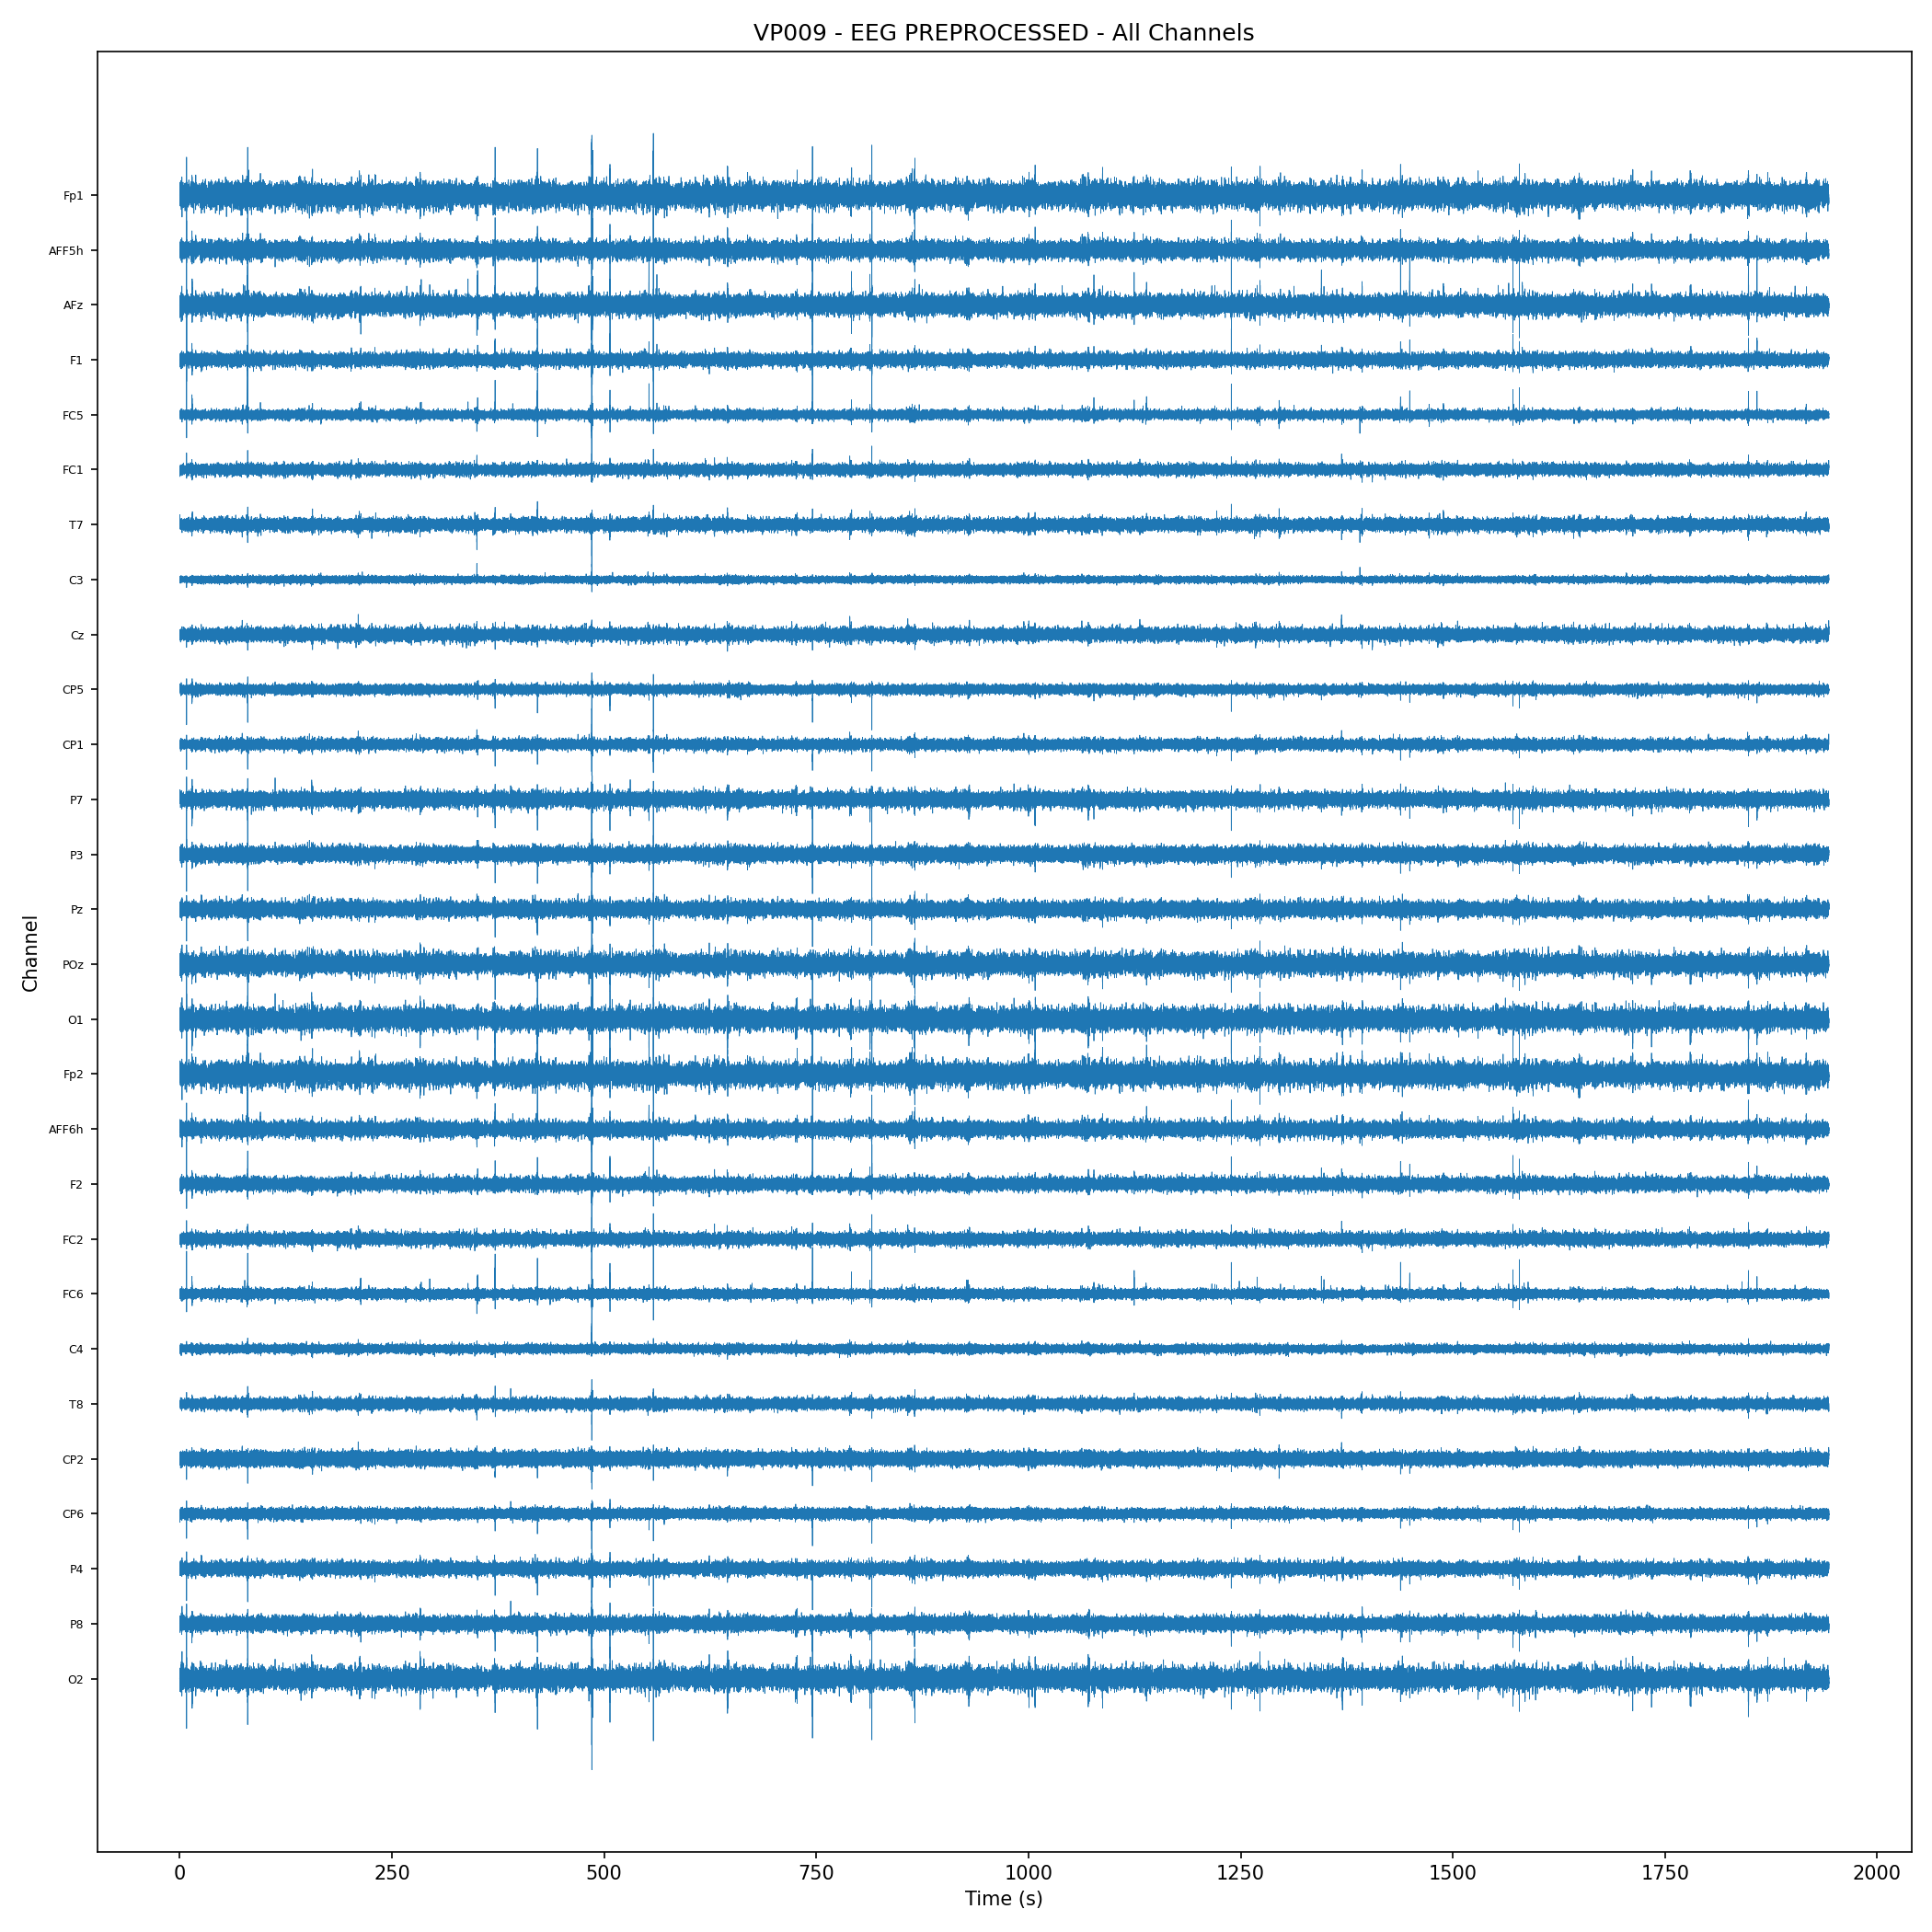 VP009 - EEG PREPROCESSED - All Channels
Fp1
AFF5h
AFz
F1
FC5
FC1
T7
C3
Cz
CP5
CP1
P7
P3
Pz
POz
O1
Fp2
AFF6h
F2
FC2
FC6
C4
T8
CP2
CP6
P4
P8
O2
Channel
0 250 500 750 1000 1250 1500 1750 2000
Time (s)